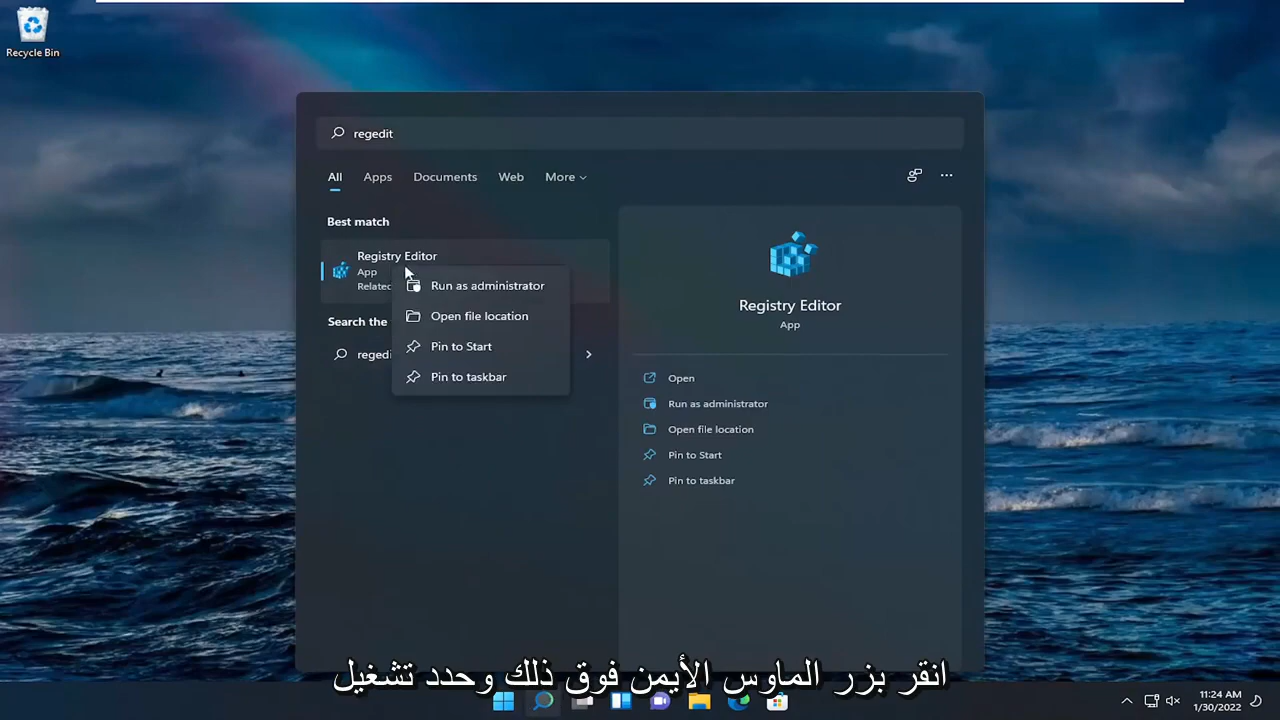 Recycle Bin
regedit
All Apps Documents Web More
Best match
Registry Editor
App
Run as administrator
Open file location
Search the
Pin to Start
Pin to taskbar
Registry Editor
App
Open
Run as administrator
Open file location
Pin to Start
Pin to taskbar
انقر بزر الماوس الأيمن فوق ذلك وحدد تشغيل
11:24 AM
1/30/2022